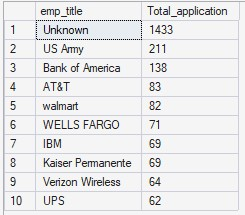 emp_title Total_application
1 Unknown 1433
2 US Army 211
3 Bank of America 138
4 AT&T 83
5 walmart 82
6 WELLS FARGO 71
7 IBM 69
8 Kaiser Permanente 69
9 Verizon Wireless 64
10 UPS 62